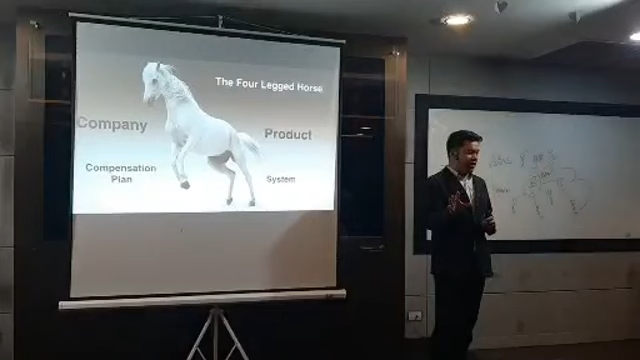 The Four Legged Horse
Company
Product
Compensation
Plan
System